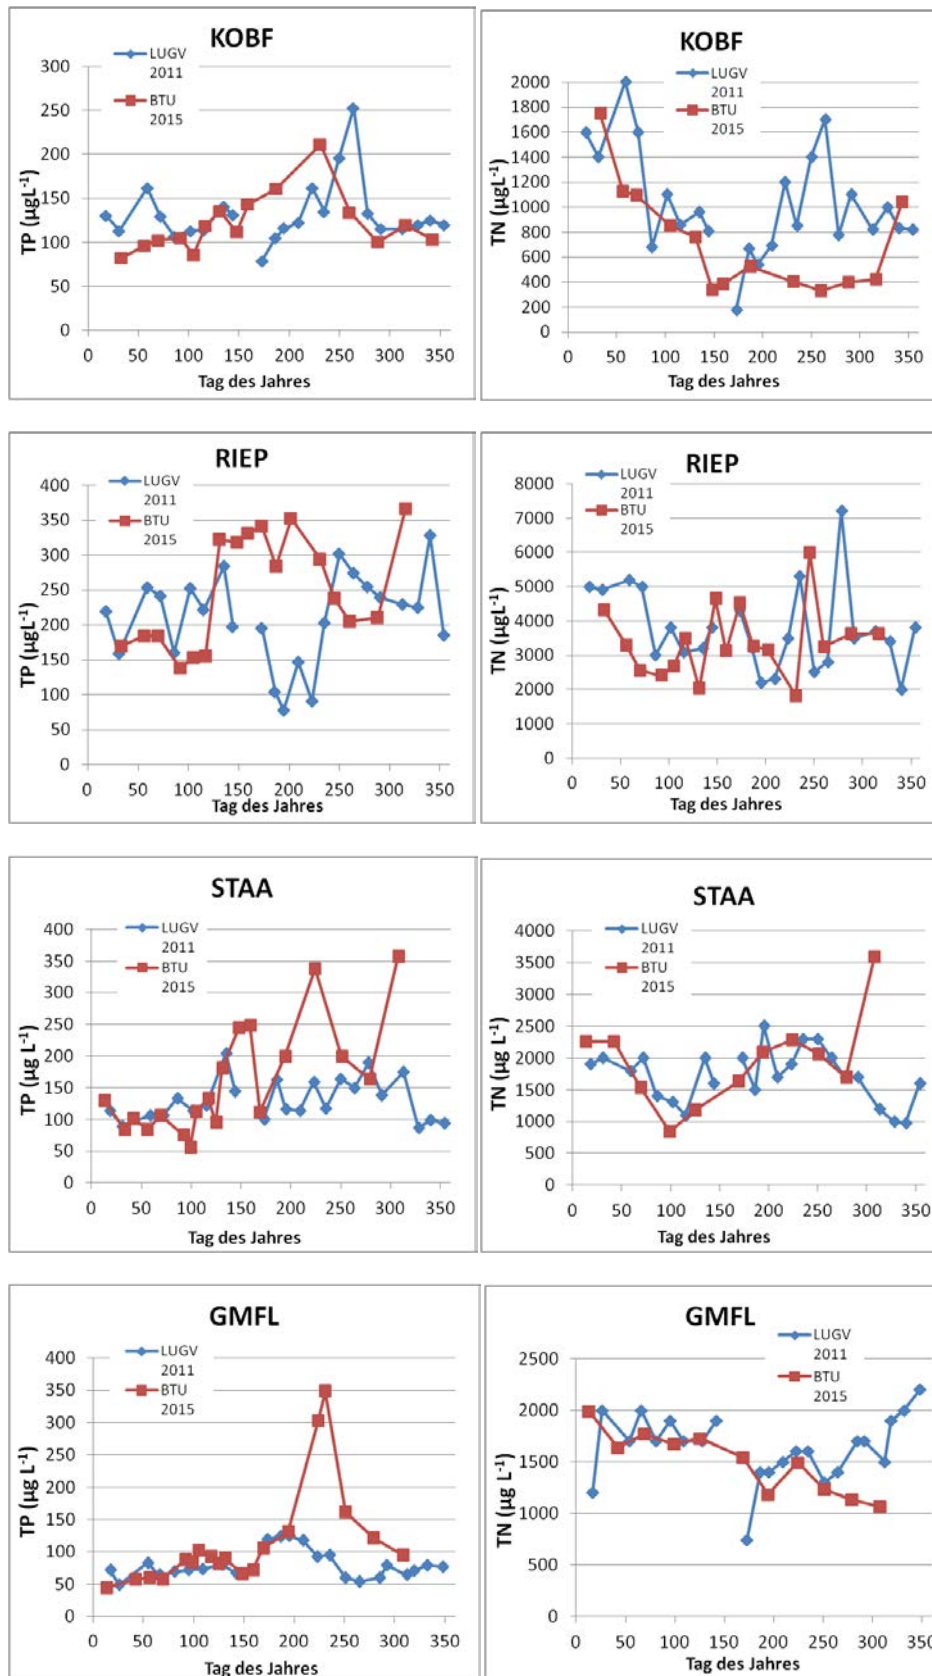 KOBF
LUGV
2011
BTU
2015
TP (µgL⁻¹)
300
250
200
150
100
50
0
0 50 100 150 200 250 300 350
Tag des Jahres
KOBF
LUGV
2011
BTU
2015
TN (µgL⁻¹)
2000
1800
1600
1400
1200
1000
800
600
400
200
0
0 50 100 150 200 250 300 350
Tag des Jahres
RIEP
LUGV
2011
BTU
2015
TP (µgL⁻¹)
400
350
300
250
200
150
100
50
0
0 50 100 150 200 250 300 350
Tag des Jahres
RIEP
LUGV
2011
BTU
2015
TN (µgL⁻¹)
8000
7000
6000
5000
4000
3000
2000
1000
0
0 50 100 150 200 250 300 350
Tag des Jahres
STAA
LUGV
2011
BTU
2015
TP (µg L⁻¹)
400
350
300
250
200
150
100
50
0
0 50 100 150 200 250 300 350
Tag des Jahres
STAA
LUGV
2011
BTU
2015
TN (µg L⁻¹)
4000
3500
3000
2500
2000
1500
1000
500
0
0 50 100 150 200 250 300 350
Tag des Jahres
GMFL
LUGV
2011
BTU
2015
TP (µg L⁻¹)
400
350
300
250
200
150
100
50
0
0 50 100 150 200 250 300 350
Tag des Jahres
GMFL
LUGV
2011
BTU
2015
TN (µg L⁻¹)
2500
2000
1500
1000
500
0
0 50 100 150 200 250 300 350
Tag des Jahres